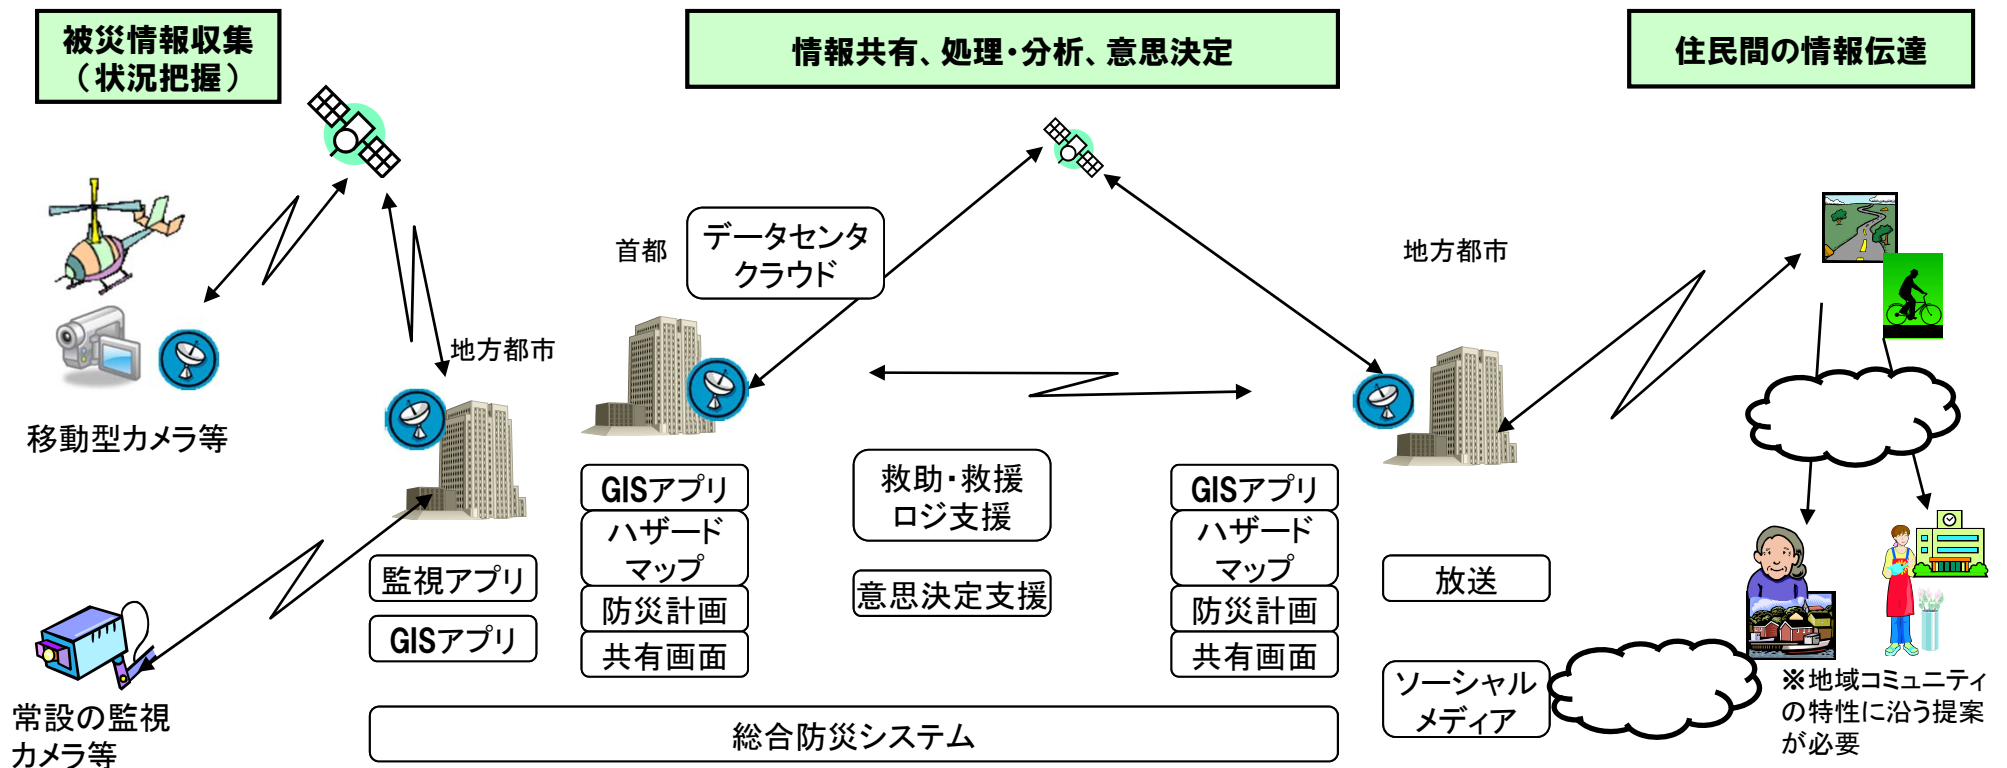 被災情報収集
（状況把握）
情報共有、処理・分析、意思決定
住民間の情報伝達
移動型カメラ等
常設の監視
カメラ等
地方都市
監視アプリ
GISアプリ
首都
データセンタ
クラウド
GISアプリ
ハザード
マップ
防災計画
共有画面
救助・救援
ロジ支援
意思決定支援
地方都市
GISアプリ
ハザード
マップ
防災計画
共有画面
総合防災システム
放送
ソーシャル
メディア
※地域コミュニティ
の特性に沿う提案
が必要